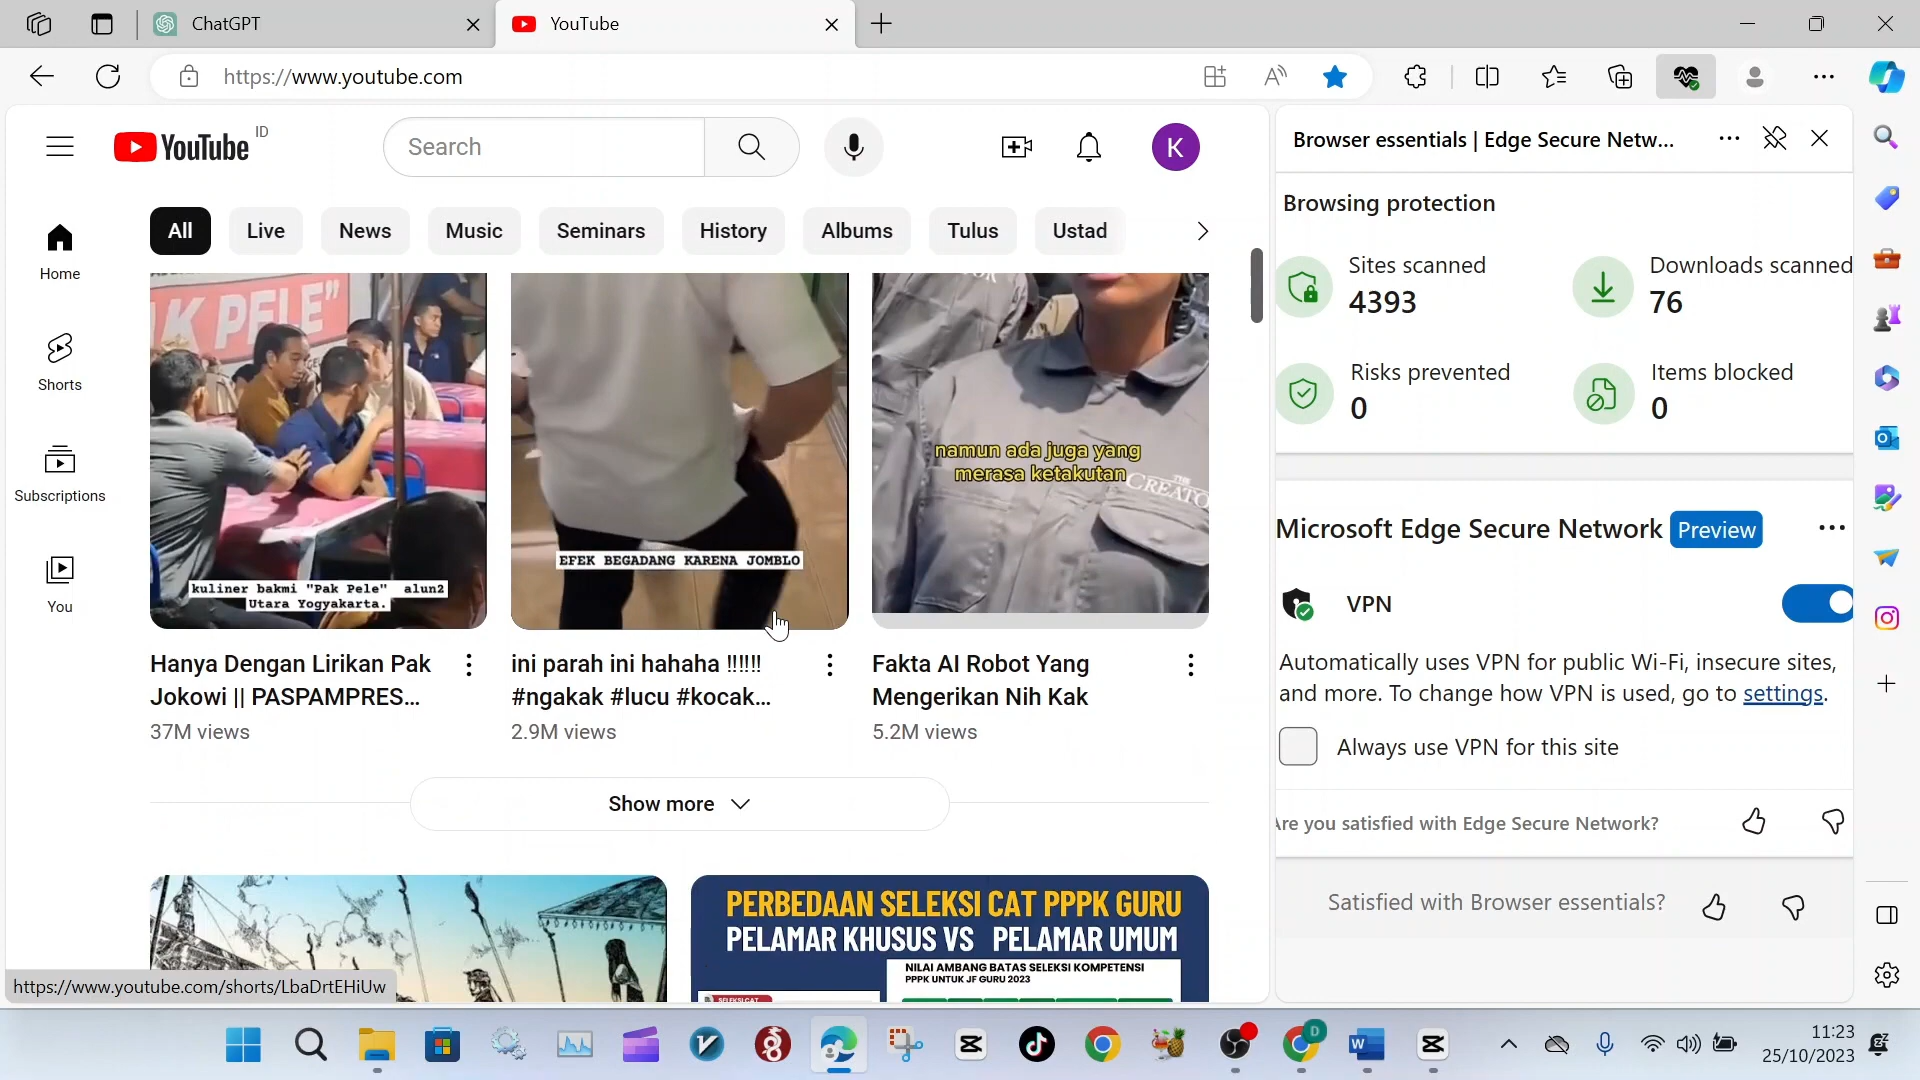 ChatGPT
YouTube
https://www.youtube.com
YouTube ID
Search
K
Browser essentials | Edge Secure Netw...
All
Live
News
Music
Seminars
History
Albums
Tulus
Ustad
Home
Shorts
Subscriptions
You
K PELE"
kuliner bakmi "Pak Pele" alun2
Utara Yogyakarta.
EFEK BEGADANG KARENA JOMBLO
namun ada juga yang
merasa ketakutan
THE
CREATO
Hanya Dengan Lirikan Pak
Jokowi || PASPAMPRES...
37M views
ini parah ini hahaha !!!!!!
#ngakak #lucu #kocak...
2.9M views
Fakta AI Robot Yang
Mengerikan Nih Kak
5.2M views
Show more
PERBEDAAN SELEKSI CAT PPPK GURU
PELAMAR KHUSUS VS PELAMAR UMUM
NILAI AMBANG BATAS SELEKSI KOMPETENSI
PPPK UNTUK JF GURU 2023
SELEKSI CAT
https://www.youtube.com/shorts/LbaDrtEHiUw
Browsing protection
Sites scanned
4393
Downloads scanned
76
Risks prevented
0
Items blocked
0
Microsoft Edge Secure Network Preview
VPN
Automatically uses VPN for public Wi-Fi, insecure sites,
and more. To change how VPN is used, go to settings.
Always use VPN for this site
Are you satisfied with Edge Secure Network?
Satisfied with Browser essentials?
D
11:23
25/10/2023